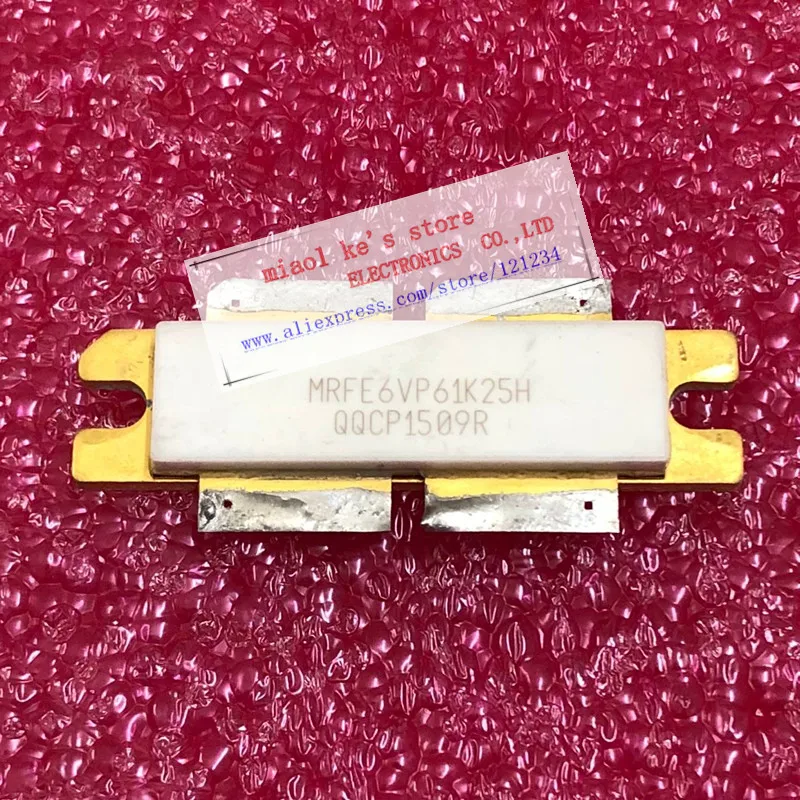 miaol ke's store
ELECTRONICS CO.,LTD
www.aliexpress.com/store/121234
MRFE6VP61K25H
QQCP1509R